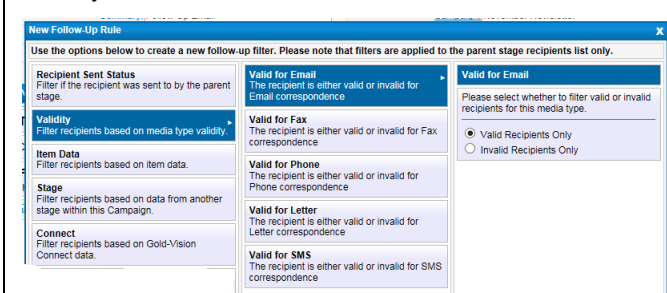 New Follow-Up Rule
x
Use the options below to create a new follow-up filter. Please note that filters are applied to the parent stage recipients list only.
Recipient Sent Status
Filter if the recipient was sent to by the parent
stage.
Validity
Filter recipients based on media type validity.
Item Data
Filter recipients based on item data.
Stage
Filter recipients based on data from another
stage within this Campaign.
Connect
Filter recipients based on Gold-Vision
Connect data.
Valid for Email
The recipient is either valid or invalid for
Email correspondence
Valid for Fax
The recipient is either valid or invalid for Fax
correspondence
Valid for Phone
The recipient is either valid or invalid for
Phone correspondence
Valid for Letter
The recipient is either valid or invalid for
Letter correspondence
Valid for SMS
The recipient is either valid or invalid for SMS
correspondence
Valid for Email
Please select whether to filter valid or invalid
recipients for this media type.
Valid Recipients Only
Invalid Recipients Only